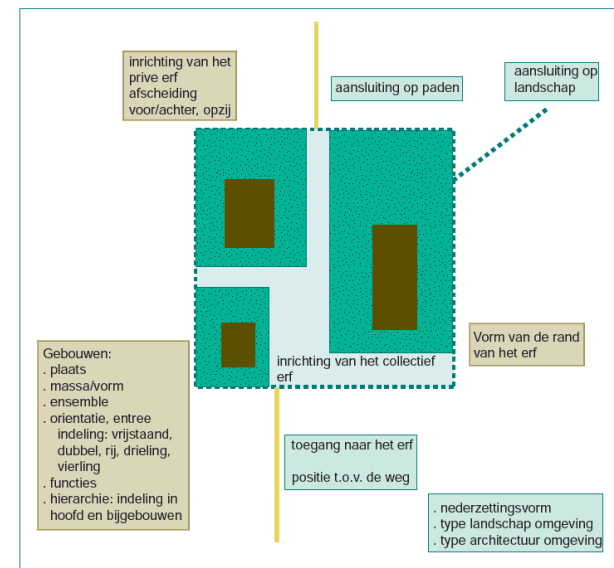 inrichting van het
prive erf
afscheiding
voor/achter, opzij
aansluiting op paden
aansluiting op
landschap
Gebouwen:
. plaats
. massa/vorm
. ensemble
. orientatie, entree
indeling: vrijstaand,
dubbel, rij, drieling,
vierling
. functies
. hierarchie: indeling in
hoofd en bijgebouwen
inrichting van het collectief
erf
Vorm van de rand
van het erf
toegang naar het erf
positie t.o.v. de weg
. nederzettingsvorm
. type landschap omgeving
. type architectuur omgeving